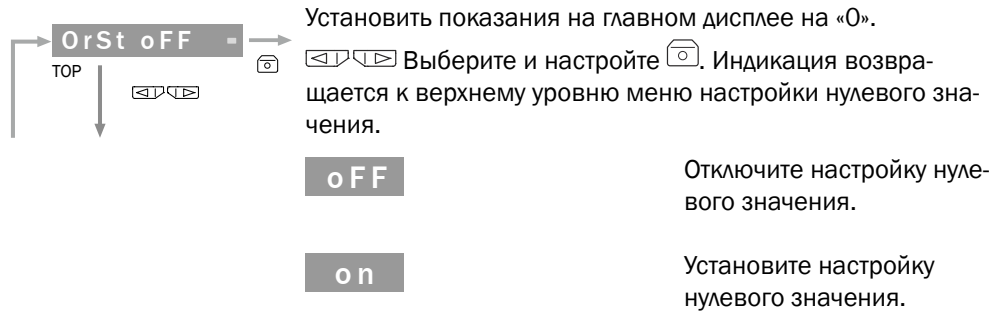 Установить показания на главном дисплее на «0».
OrSt oFF
TOP
Выберите и настройте . Индикация возвра-
щается к верхнему уровню меню настройки нулевого зна-
чения.
oFF
Отключите настройку нуле-
вого значения.
on
Установите настройку
нулевого значения.